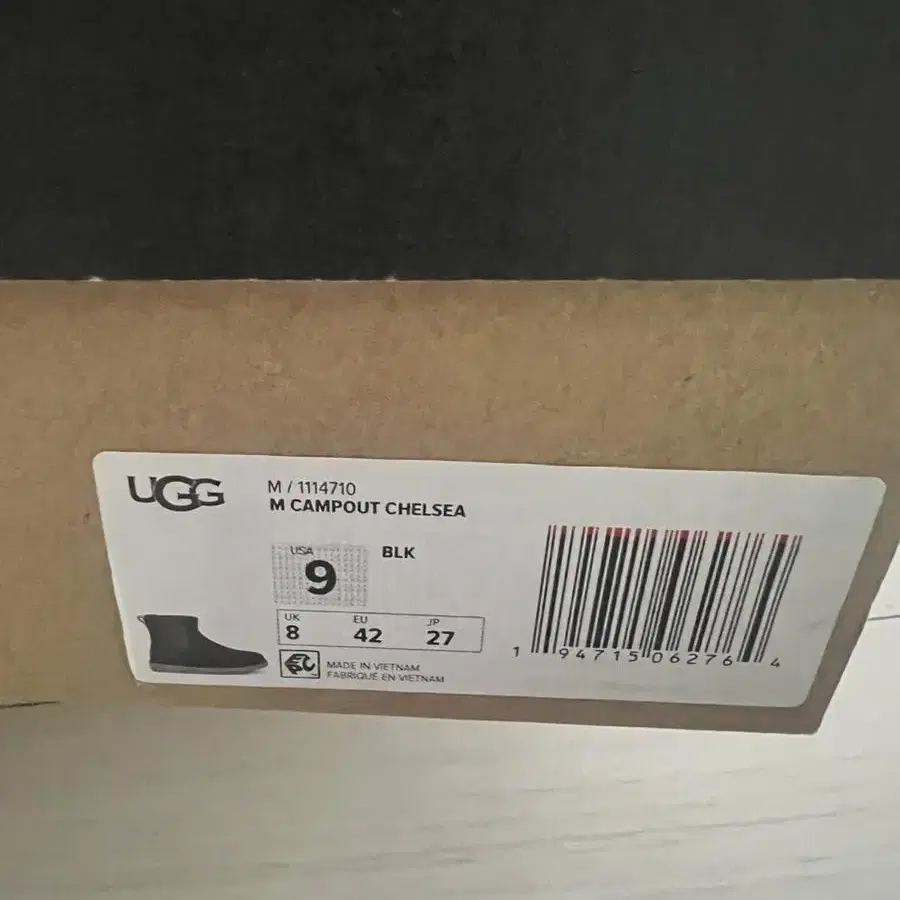 UGG
M / 1114710
M CAMPOUT CHELSEA
USA
9
BLK
UK EU JP
8 42 27
MADE IN VIETNAM
FABRIQUÉ EN VIETNAM
1 94715 06276 4